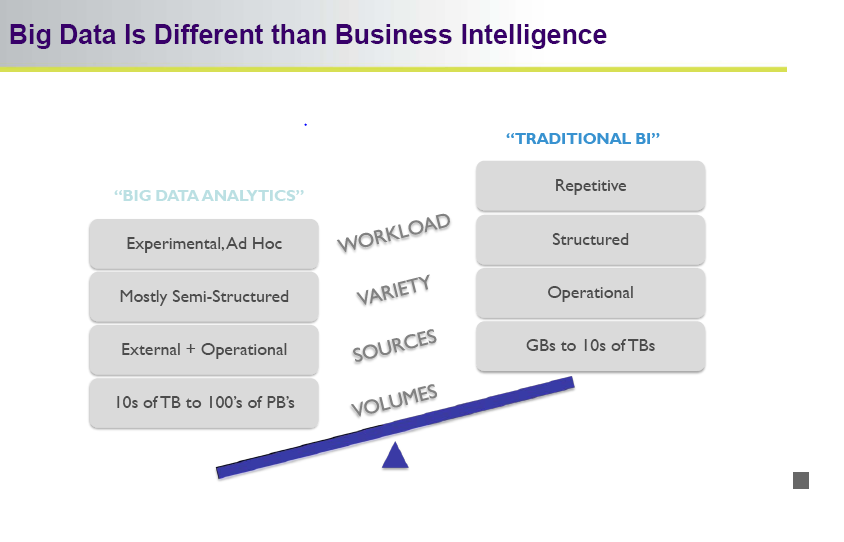 Big Data Is Different than Business Intelligence
“BIG DATA ANALYTICS”
Experimental, Ad Hoc
Mostly Semi-Structured
External + Operational
10s of TB to 100’s of PB’s
WORKLOAD
VARIETY
SOURCES
VOLUMES
“TRADITIONAL BI”
Repetitive
Structured
Operational
GBs to 10s of TBs